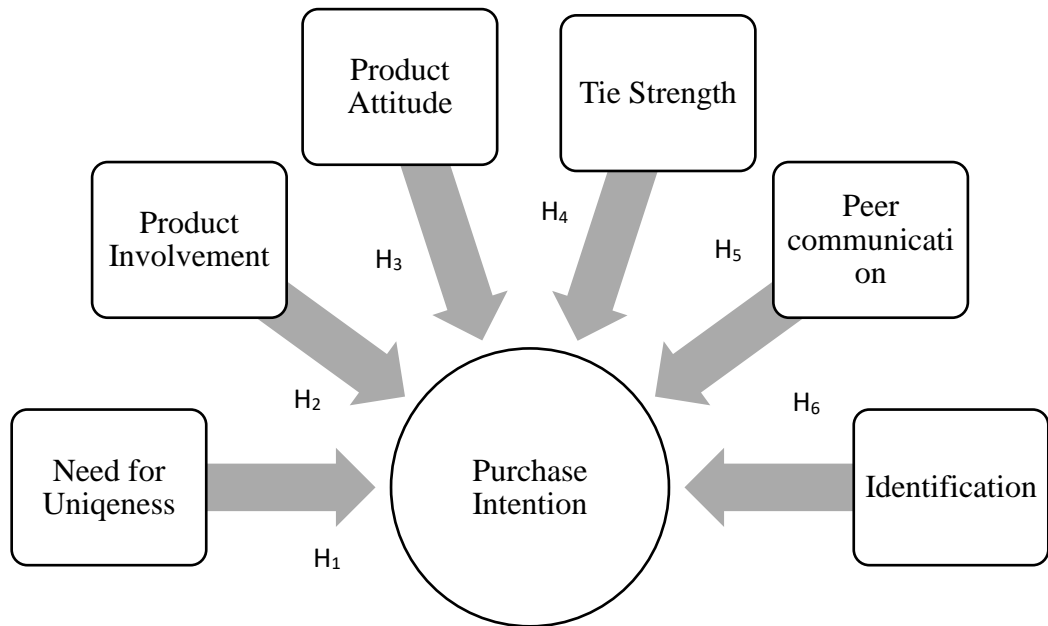 Product
Attitude
Tie Strength
Product
Involvement
Peer
communicati
on
H₃
H₄
H₅
H₂
H₆
Need for
Uniqeness
Purchase
Intention
Identification
H₁